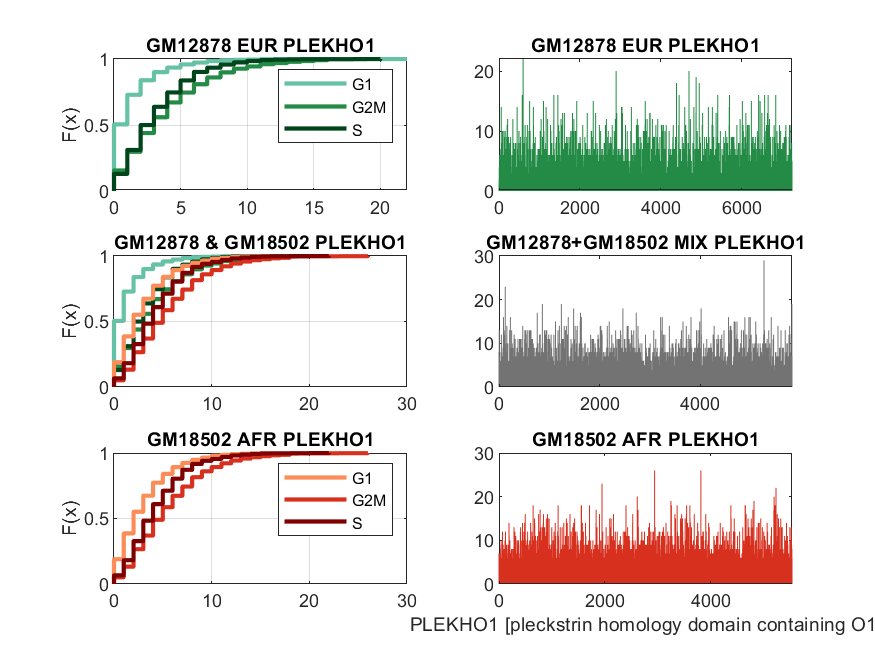 GM12878 EUR PLEKHO1
F(x)
1
0.5
0
0 5 10 15 20
G1
G2M
S
GM12878 EUR PLEKHO1
20
10
0
0 2000 4000 6000
GM12878 & GM18502 PLEKHO1
F(x)
1
0.5
0
0 10 20 30
GM12878+GM18502 MIX PLEKHO1
30
20
10
0
0 2000 4000
GM18502 AFR PLEKHO1
F(x)
1
0.5
0
0 10 20 30
G1
G2M
S
GM18502 AFR PLEKHO1
30
20
10
0
0 2000 4000
PLEKHO1 [pleckstrin homology domain containing O1